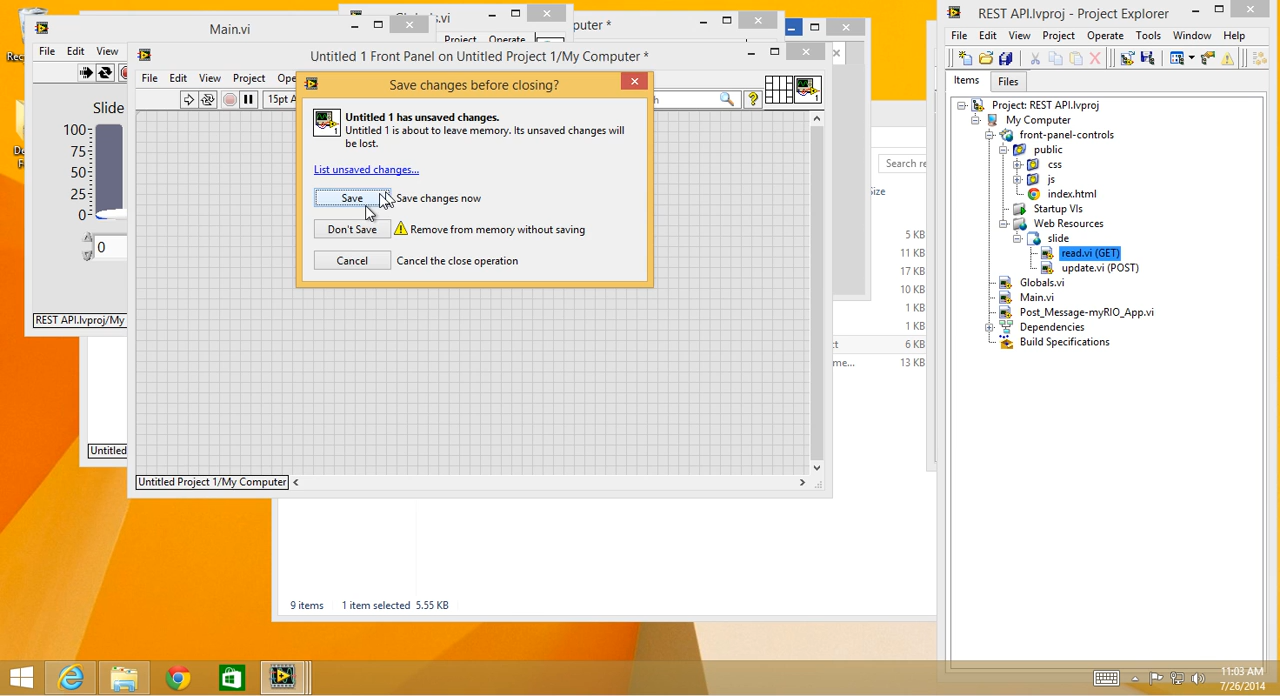 Main.vi
File Edit View
Slide
100
75
50
25
0
0
REST API.lvproj/My
Untitled
.vi
Project Operate
puter *
Untitled 1 Front Panel on Untitled Project 1/My Computer *
File Edit View Project Ope
15pt A
Save changes before closing?
Untitled 1 has unsaved changes.
Untitled 1 is about to leave memory. Its unsaved changes will
be lost.
List unsaved changes...
Save Save changes now
Don't Save Remove from memory without saving
Cancel Cancel the close operation
Untitled Project 1/My Computer
Search re
5 KB
11 KB
17 KB
10 KB
1 KB
1 KB
6 KB
13 KB
9 items 1 item selected 5.55 KB
REST API.lvproj - Project Explorer
File Edit View Project Operate Tools Window Help
Items Files
Project: REST API.lvproj
My Computer
front-panel-controls
public
css
js
index.html
Startup VIs
Web Resources
slide
read.vi (GET)
update.vi (POST)
Globals.vi
Main.vi
Post_Message-myRIO_App.vi
Dependencies
Build Specifications
11:03 AM
7/26/2014